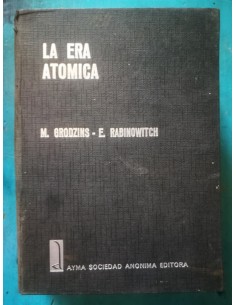 LA ERA
ATOMICA
M. GRODZINS - E. RABINOWITCH
AYMA SOCIEDAD ANONIMA EDITORA